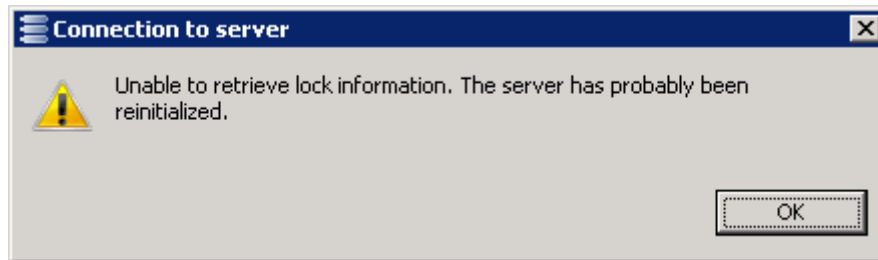 Connection to server
Unable to retrieve lock information. The server has probably been
reinitialized.
OK